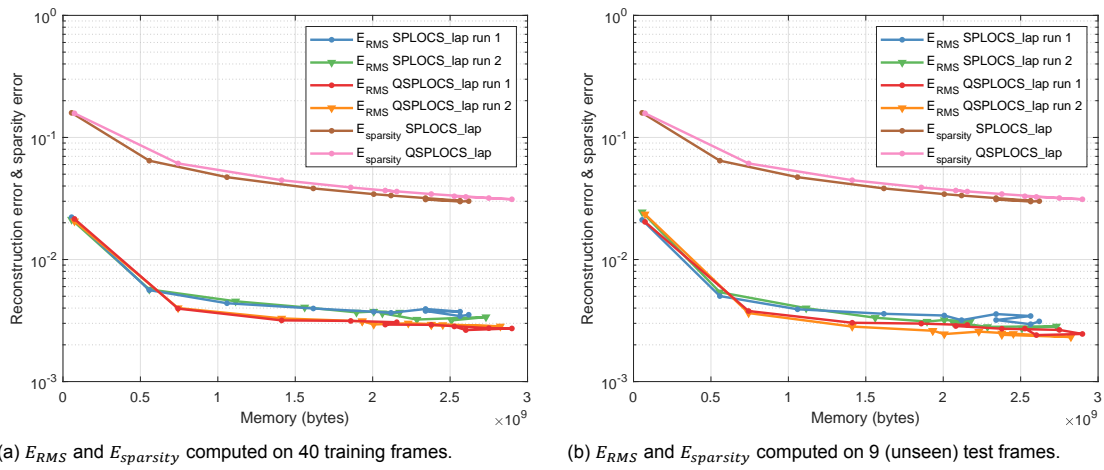 10^0
10^-1
10^-2
10^-3
Reconstruction error & sparsity error
E_RMS SPLOCS_lap run 1
E_RMS SPLOCS_lap run 2
E_RMS QSPLOCS_lap run 1
E_RMS QSPLOCS_lap run 2
E_sparsity SPLOCS_lap
E_sparsity QSPLOCS_lap
0 0.5 1 1.5 2 2.5 3
Memory (bytes)
×10^9
(a) E_RMS and E_sparsity computed on 40 training frames.
10^0
10^-1
10^-2
10^-3
Reconstruction error & sparsity error
E_RMS SPLOCS_lap run 1
E_RMS SPLOCS_lap run 2
E_RMS QSPLOCS_lap run 1
E_RMS QSPLOCS_lap run 2
E_sparsity SPLOCS_lap
E_sparsity QSPLOCS_lap
0 0.5 1 1.5 2 2.5 3
Memory (bytes)
×10^9
(b) E_RMS and E_sparsity computed on 9 (unseen) test frames.